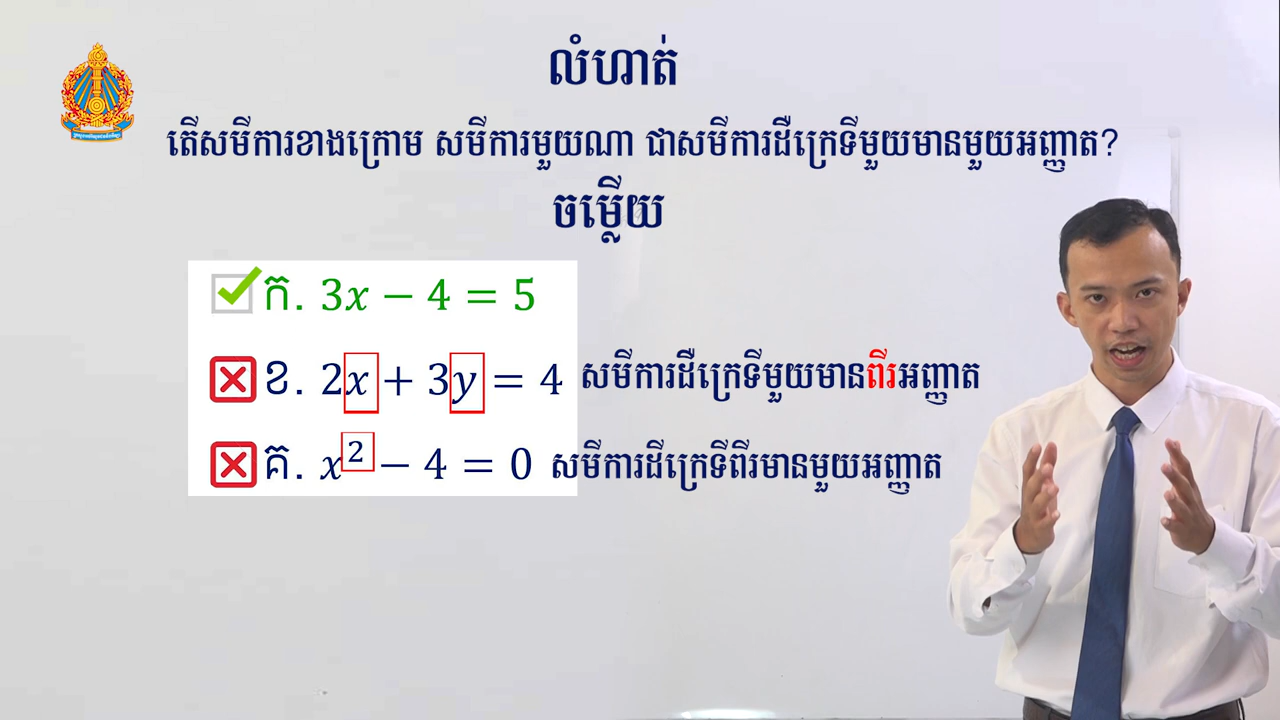 លំហាត់
តើសមីការខាងក្រោម សមីការមួយណា ជាសមីការដឺក្រេទីមួយមានមួយអញ្ញាត?
ចម្លើយ
ក. 3x − 4 = 5
ខ. 2x + 3y = 4 សមីការដឺក្រេទីមួយមានពីរអញ្ញាត
គ. x² − 4 = 0 សមីការដឺក្រេទីពីរមានមួយអញ្ញាត